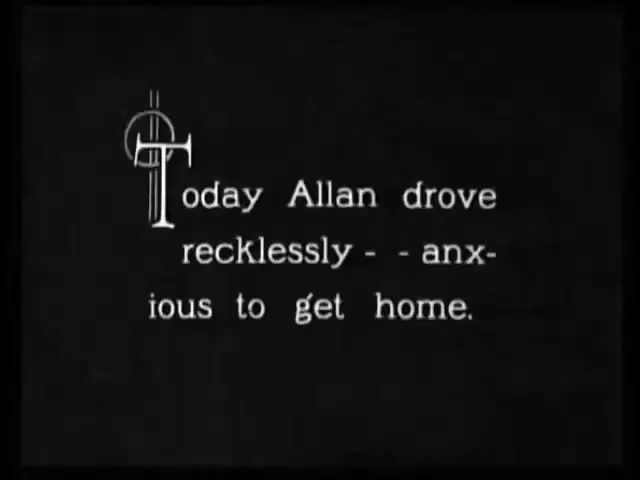 Today Allan drove
recklessly - - anx-
ious to get home.